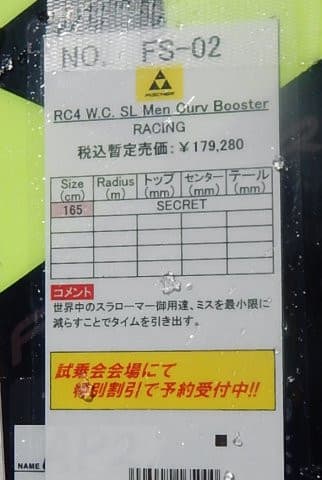 NO. FS-02
FISCHER
RC4 W.C. SL Men Curv Booster
RACING
税込暫定売価：￥179,280
Size (cm) Radius (m) トップ (mm) センター (mm) テール (mm)
165 SECRET
コメント
世界中のスラローマー御用達、ミスを最小限に
減らすことでタイムを引き出す。
試乗会会場にて
特別割引で予約受付中!!
NAME